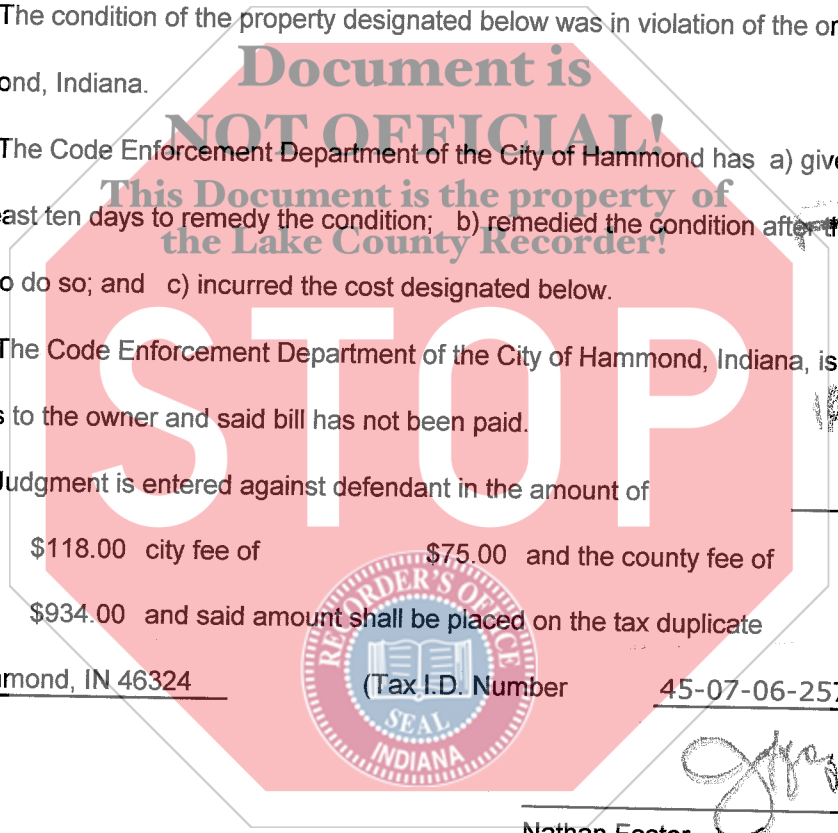 The condition of the property designated below was in violation of the or
Document is
ond, Indiana.
NOT OFFICIAL!
The Code Enforcement Department of the City of Hammond has a) give
This Document is the property of
east ten days to remedy the condition; b) remedied the condition after th
the Lake County Recorder!
o do so; and c) incurred the cost designated below.
STOP
The Code Enforcement Department of the City of Hammond, Indiana, is
s to the owner and said bill has not been paid.
Judgment is entered against defendant in the amount of
$118.00 city fee of $75.00 and the county fee of
$934.00 and said amount shall be placed on the tax duplicate
RECORDER'S OFFICE
mmond, IN 46324 (Tax I.D. Number 45-07-06-257
SEAL
INDIANA
Nathan Foster